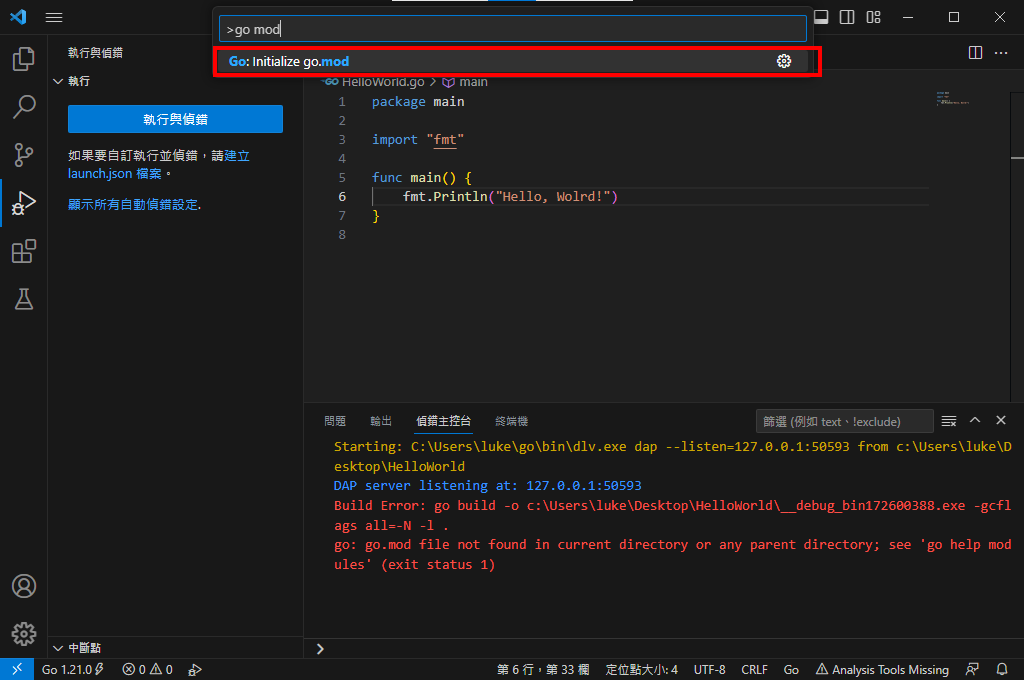 >go mod
Go: Initialize go.mod
執行與偵錯
執行
執行與偵錯
如果要自訂執行並偵錯，請建立
launch.json 檔案。
顯示所有自動偵錯設定.
中斷點
HelloWorld.go > main
1 package main
2
3 import "fmt"
4
5 func main() {
6 fmt.Println("Hello, Wolrd!")
7 }
8
問題 輸出 偵錯主控台 終端機 篩選 (例如 text、!exclude)
Starting: C:\Users\luke\go\bin\dlv.exe dap --listen=127.0.0.1:50593 from c:\Users\luke\D
esktop\HelloWorld
DAP server listening at: 127.0.0.1:50593
Build Error: go build -o c:\Users\luke\Desktop\HelloWorld\__debug_bin172600388.exe -gcfl
ags all=-N -l .
go: go.mod file not found in current directory or any parent directory; see 'go help mod
ules' (exit status 1)
Go 1.21.0 0 0 第 6 行，第 33 欄 定位點大小: 4 UTF-8 CRLF Go Analysis Tools Missing